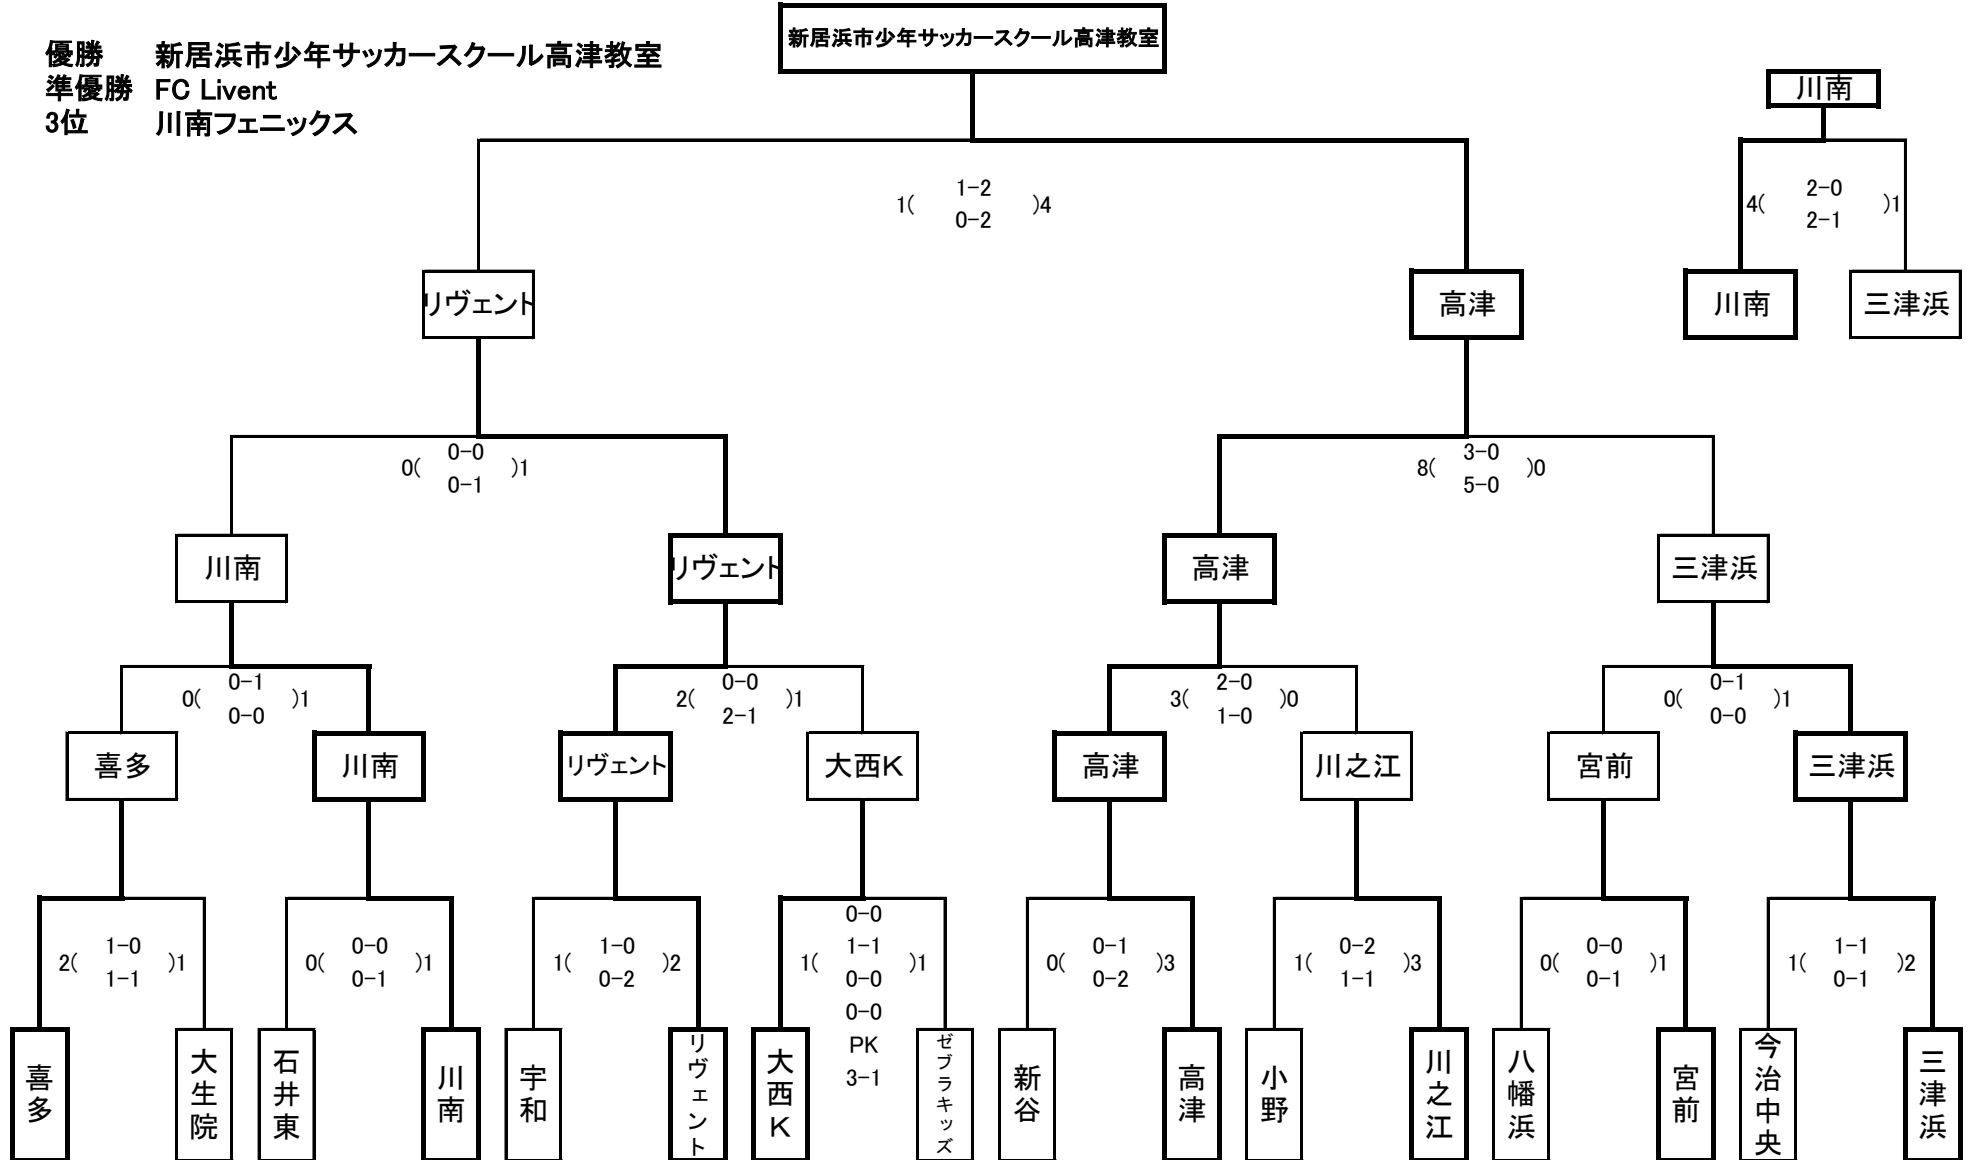 新居浜市少年サッカースクール高津教室
優勝 新居浜市少年サッカースクール高津教室
準優勝 FC Livent
3位 川南フェニックス
川南
1( 1-2 )4
0-2
4( 2-0 )1
2-1
リヴェント 高津 川南 三津浜
0( 0-0 )1
0-1
8( 3-0 )0
5-0
川南 リヴェント 高津 三津浜
0( 0-1 )1
0-0
2( 0-0 )1
2-1
3( 2-0 )0
1-0
0( 0-1 )1
0-0
喜多 川南 リヴェント 大西K 高津 川之江 宮前 三津浜
2( 1-0 )1
1-1
0( 0-0 )1
0-1
1( 1-0 )2
0-2
0-0
1-1
1( )1
0-0
0-0
PK
3-1
0( 0-1 )3
0-2
1( 0-2 )3
1-1
0( 0-0 )1
0-1
1( 1-1 )2
0-1
喜多
大生院
石井東
川南
宇和
リヴェント
大西K
ゼブラキッズ
新谷
高津
小野
川之江
八幡浜
宮前
今治中央
三津浜